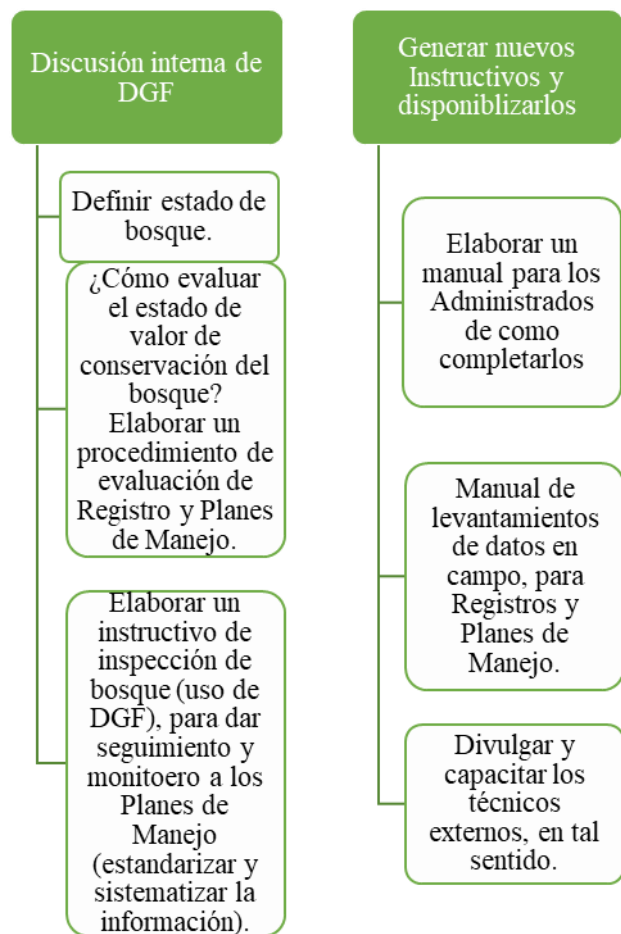 Discusión interna de
DGF
Definir estado de
bosque.
¿Cómo evaluar
el estado de
valor de
conservación del
bosque?
Elaborar un
procedimiento de
evaluación de
Registro y Planes
de Manejo.
Elaborar un
instructivo de
inspección de
bosque (uso de
DGF), para dar
seguimiento y
monitoero a los
Planes de
Manejo
(estandarizar y
sistematizar la
información).
Generar nuevos
Instructivos y
disponiblizarlos
Elaborar un
manual para los
Administrados
de como
completarlos
Manual de
levantamientos
de datos en
campo, para
Registros y
Planes de
Manejo.
Divulgar y
capacitar los
técnicos
externos, en tal
sentido.